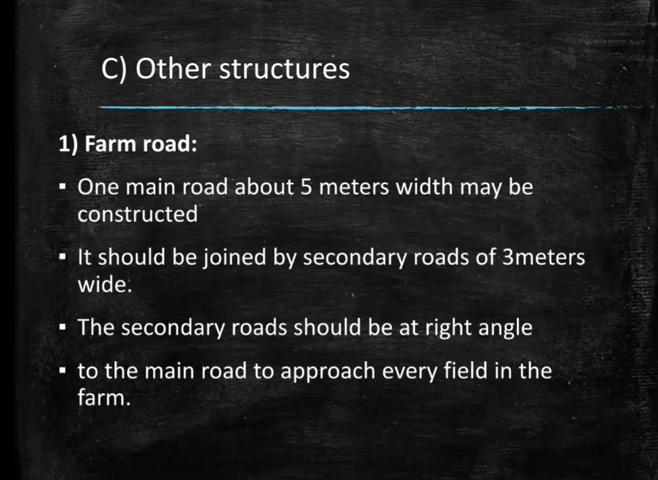 C) Other structures
1) Farm road:
▪ One main road about 5 meters width may be
constructed
▪ It should be joined by secondary roads of 3meters
wide.
▪ The secondary roads should be at right angle
▪ to the main road to approach every field in the
farm.